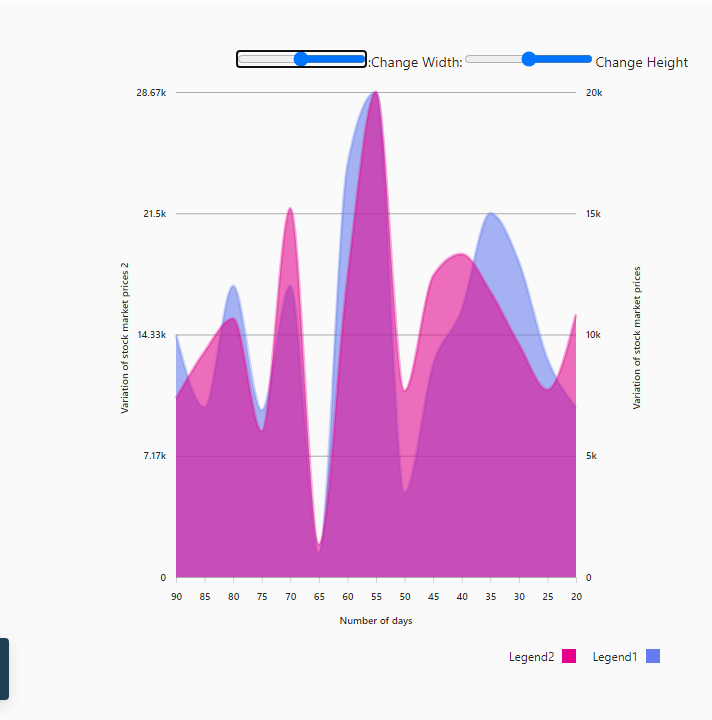 :Change Width: Change Height
28.67k 20k
21.5k 15k
14.33k 10k
7.17k 5k
0 0
Variation of stock market prices 2
Variation of stock market prices
90 85 80 75 70 65 60 55 50 45 40 35 30 25 20
Number of days
Legend2 Legend1